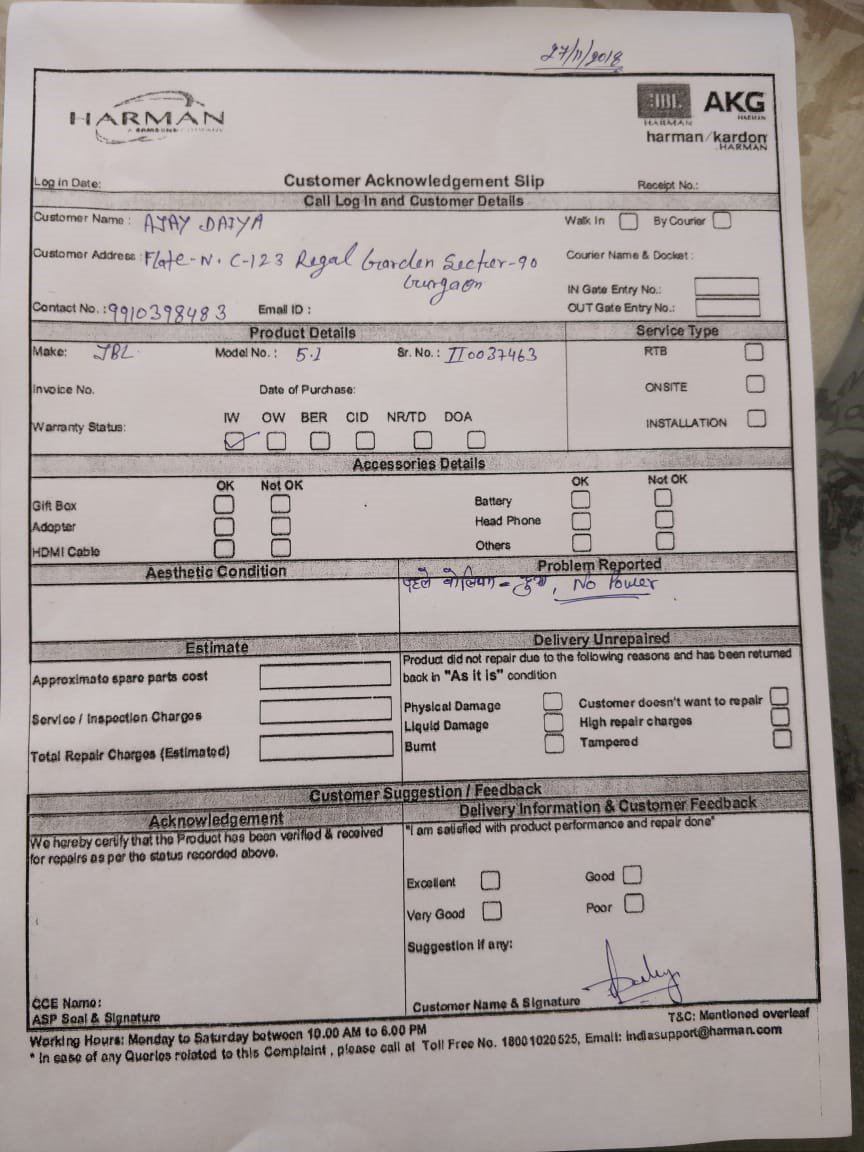 27/11/2018
HARMAN
A SAMSUNG COMPANY
JBL
HARMAN
AKG
HARMAN
harman/kardon
HARMAN
Log in Date:
Customer Acknowledgement Slip
Receipt No.:
Call Log In and Customer Details
Customer Name : AJAY DAIYA
Walk In By Courier
Customer Address : Flate-N. C-123 Regal Garden Sector-90
Gurgaon
Courier Name & Docket :
IN Gate Entry No.:
Contact No. : 9910398483 Email ID :
OUT Gate Entry No.:
Product Details Service Type
Make: JBL Model No. : 5.1 Sr. No. : II0037463
RTB
Invoice No. Date of Purchase:
ONSITE
IW OW BER CID NR/TD DOA
Warranty Status:
INSTALLATION
Accessories Details
OK Not OK OK Not OK
Gift Box Battery
Adopter Head Phone
HDMI Cable Others
Aesthetic Condition Problem Reported
पहले, No Power
Estimate Delivery Unrepaired
Approximate spare parts cost
Product did not repair due to the following reasons and has been returned
back in "As it is" condition
Service / Inspection Charges
Physical Damage Customer doesn't want to repair
Liquid Damage High repair charges
Total Repair Charges (Estimated)
Burnt Tampered
Customer Suggestion / Feedback
Acknowledgement Delivery Information & Customer Feedback
We hereby certify that the Product has been verified & received
for repairs as per the status recorded above.
"I am satisfied with product performance and repair done"
Excellent Good
Very Good Poor
Suggestion if any:
CCE Name:
ASP Seal & Signature
Customer Name & Signature
T&C: Mentioned overleaf
Working Hours: Monday to Saturday between 10.00 AM to 6.00 PM
* In case of any Queries related to this Complaint , please call at Toll Free No. 18001020525, Email: indiasupport@harman.com